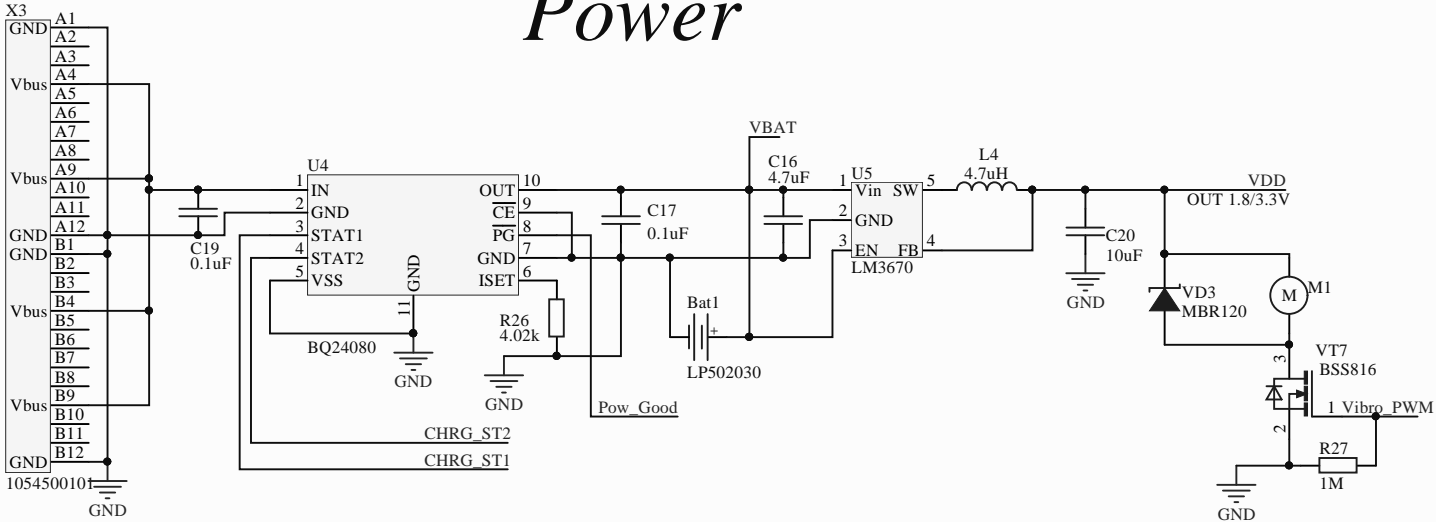 Power
X3
GND A1
A2
A3
Vbus A4
A5
A6
A7
A8
Vbus A9
A10
A11
GND A12
GND B1
B2
B3
Vbus B4
B5
B6
B7
B8
Vbus B9
B10
B11
GND B12
1054500101
GND
C19
0.1uF
U4
1 IN
2 GND
3 STAT1
4 STAT2
5 VSS
OUT 10
CE 9
PG 8
GND 7
ISET 6
GND
11
BQ24080
GND
CHRG_ST2
CHRG_ST1
R26
4.02k
GND
Pow_Good
C17
0.1uF
VBAT
C16
4.7uF
Bat1
+
LP502030
U5
1 Vin SW 5
2 GND
3 EN FB 4
LM3670
L4
4.7uH
VDD
OUT 1.8/3.3V
C20
10uF
GND
VD3
MBR120
M
M1
VT7
BSS816
3
1 Vibro_PWM
2
R27
1M
GND